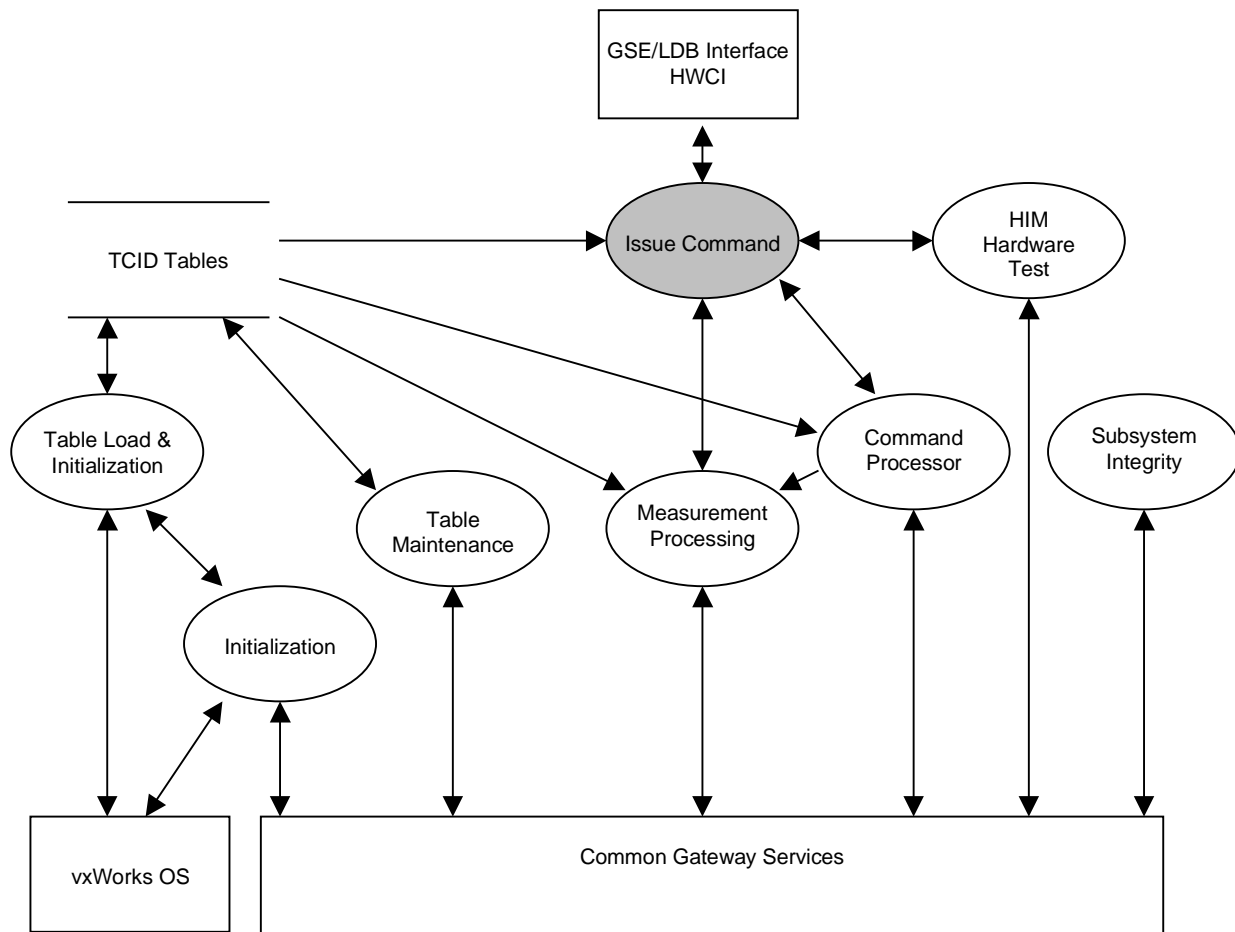 GSE/LDB Interface
HWCI
TCID Tables
Issue Command
HIM
Hardware
Test
Table Load &
Initialization
Command
Processor
Subsystem
Integrity
Table
Maintenance
Measurement
Processing
Initialization
vxWorks OS
Common Gateway Services